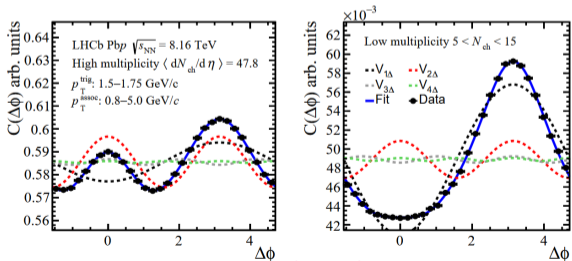 C(Δφ) arb. units
0.64
0.63
0.62
0.61
0.6
0.59
0.58
0.57
0.56
LHCb Pbp √sNN = 8.16 TeV
High multiplicity ⟨ dNch/d η ⟩ = 47.8
pTtrig: 1.5–1.75 GeV/c
pTassoc: 0.8–5.0 GeV/c
0 2 4
Δφ
×10−3
C(Δφ) arb. units
62
60
58
56
54
52
50
48
46
44
42
Low multiplicity 5 < Nch < 15
V1Δ V2Δ
V3Δ V4Δ
Fit Data
0 2 4
Δφ